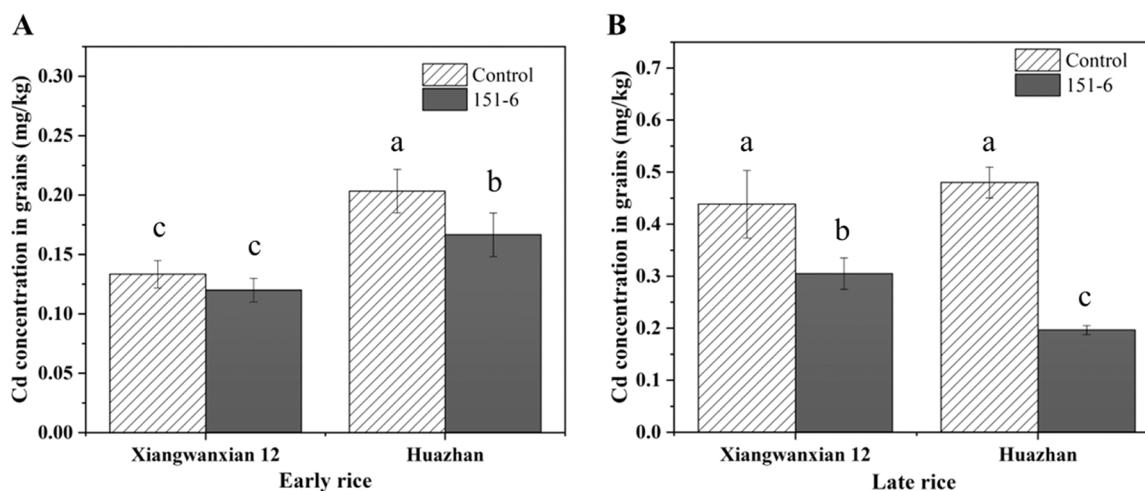 A
Cd concentration in grains (mg/kg)
0.30
0.25
0.20
0.15
0.10
0.05
0.00
Control
151-6
c
c
a
b
Xiangwanxian 12
Huazhan
Early rice
B
Cd concentration in grains (mg/kg)
0.7
0.6
0.5
0.4
0.3
0.2
0.1
0.0
Control
151-6
a
b
a
c
Xiangwanxian 12
Huazhan
Late rice